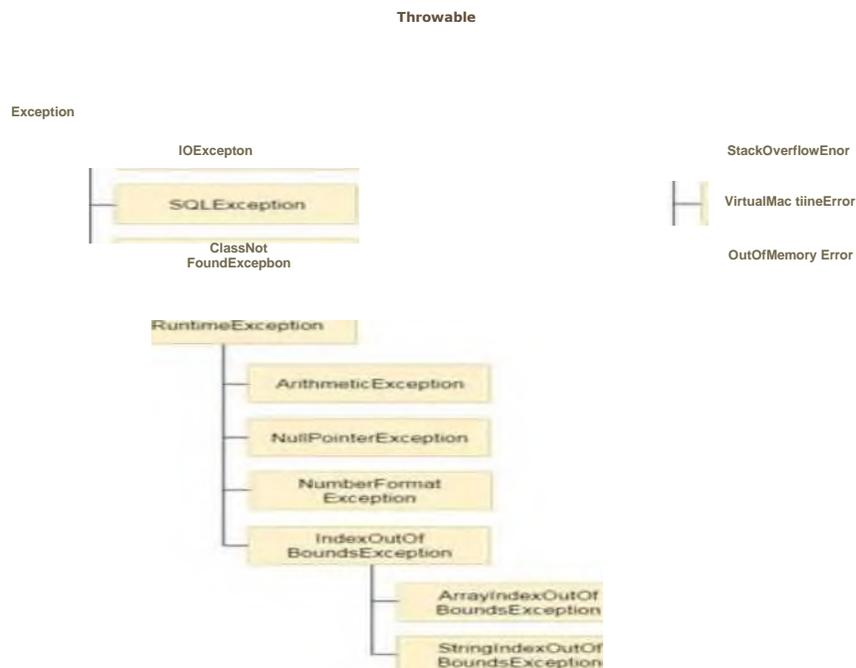 Throwable
Exception
IOExcepton
StackOverflowEnor
SQLException
VirtualMac tiineError
ClassNot
FoundExcepbon
OutOfMemory Error
RuntimeException
ArithmeticException
NullPointerException
NumberFormat
Exception
IndexOutOf
BoundsException
ArrayIndexOutOf
BoundsException
StringIndexOutOf
BoundsException